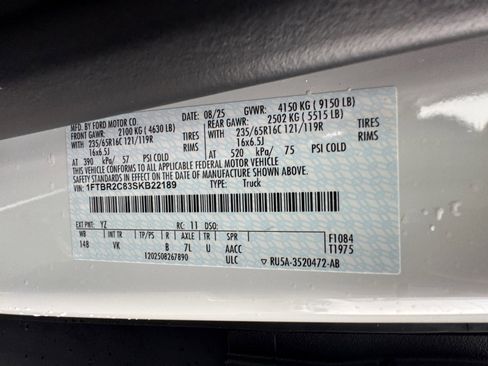 MFD. BY FORD MOTOR CO. DATE: 08/25 GVWR: 4150 KG ( 9150 LB)
FRONT GAWR: 2100 KG ( 4630 LB) REAR GAWR: 2502 KG ( 5515 LB)
WITH 235/65R16C 121/119R TIRES WITH 235/65R16C 121/119R TIRES
16x6.5J RIMS 16x6.5J RIMS
AT 390 kPa/ 57 PSI COLD AT 520 kPa/ 75 PSI COLD
THIS VEHICLE CONFORMS TO ALL APPLICABLE FEDERAL MOTOR VEHICLE
SAFETY STANDARDS IN EFFECT ON THE DATE OF MANUFACTURE SHOWN ABOVE.
VIN: 1FTBR2C83SKB22189 TYPE: Truck
EXT PNT: YZ RC: 11 DSO:
WB INT TR TP/PS R AXLE TR SPR F1084
148 VK B 7L U AACC T1975
1202508267890 ULC ▽ RU5A-3520472-AB